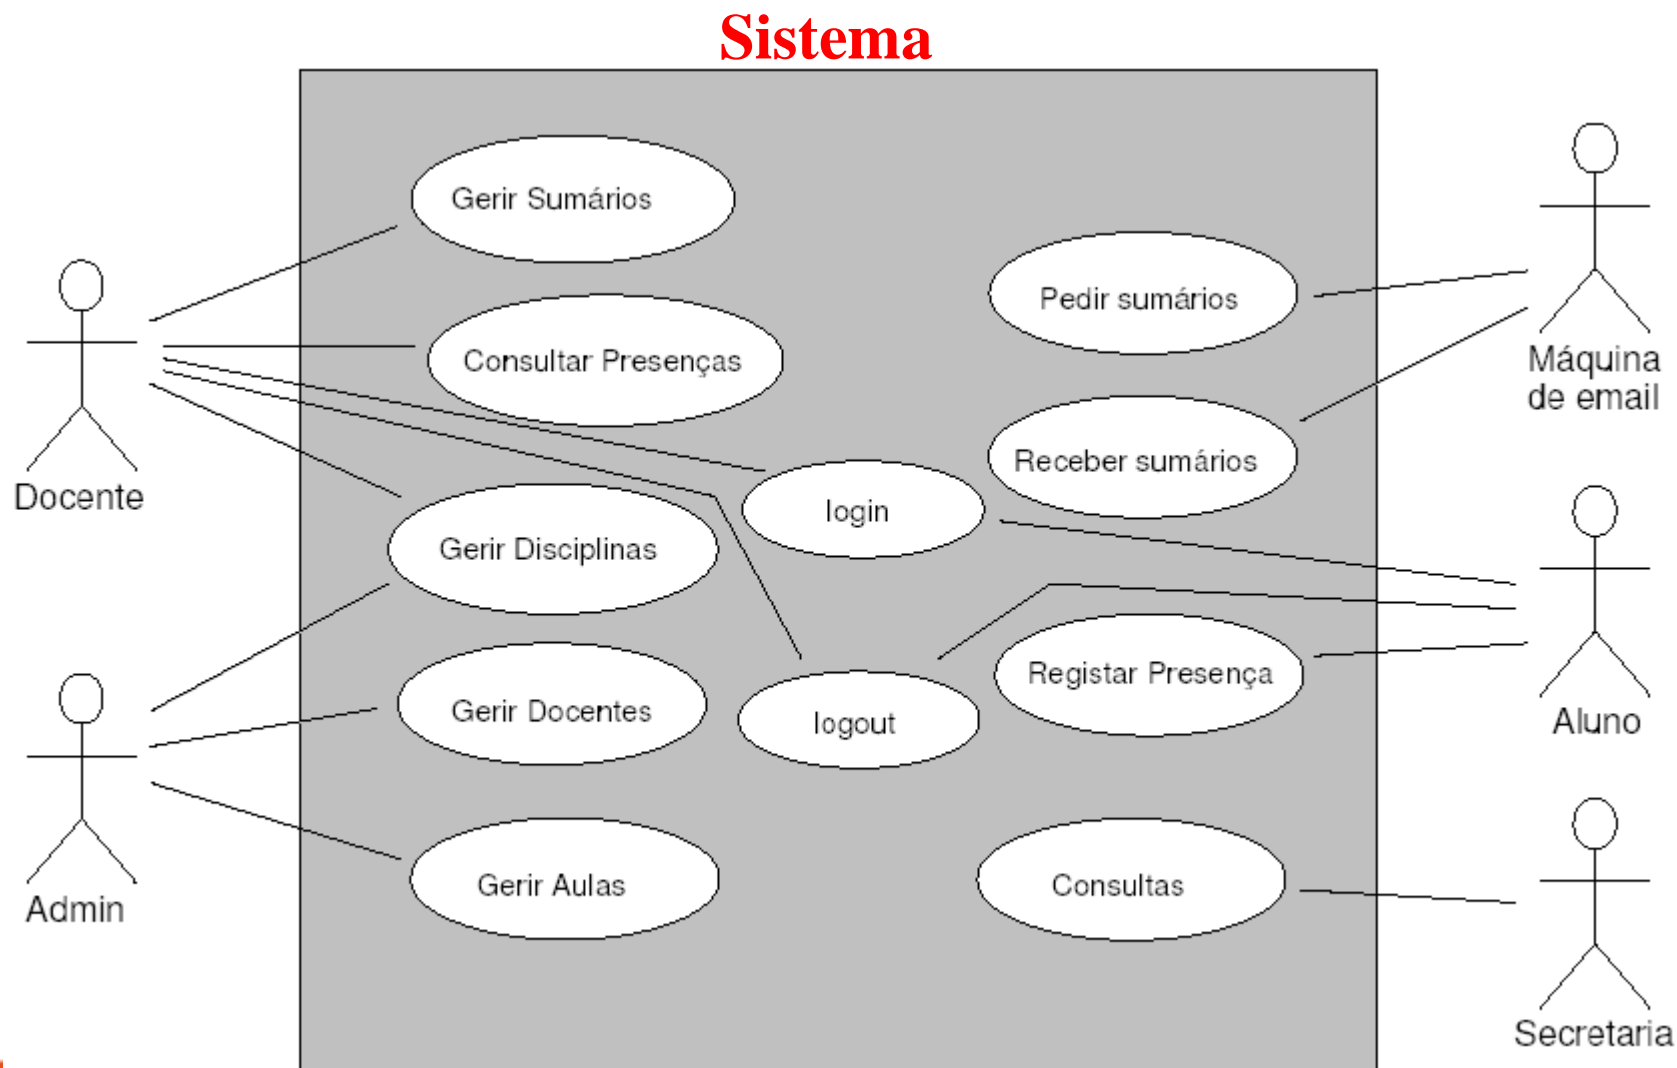 Sistema
Gerir Sumários
Pedir sumários
Consultar Presenças
Máquina
de email
Receber sumários
Docente
login
Gerir Disciplinas
Registar Presença
Gerir Docentes
logout
Aluno
Gerir Aulas
Consultas
Admin
Secretaria